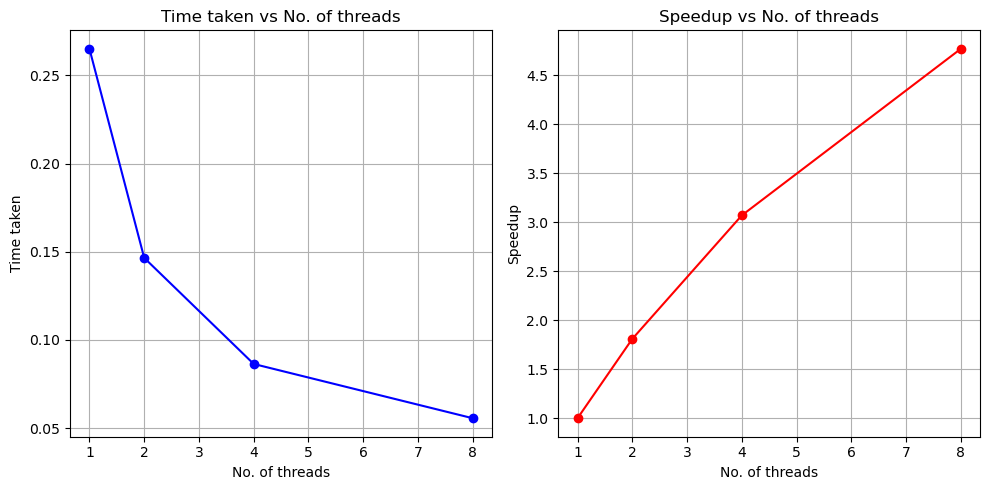 Time taken vs No. of threads
Time taken
0.25
0.20
0.15
0.10
0.05
1 2 3 4 5 6 7 8
No. of threads
Speedup vs No. of threads
Speedup
4.5
4.0
3.5
3.0
2.5
2.0
1.5
1.0
1 2 3 4 5 6 7 8
No. of threads